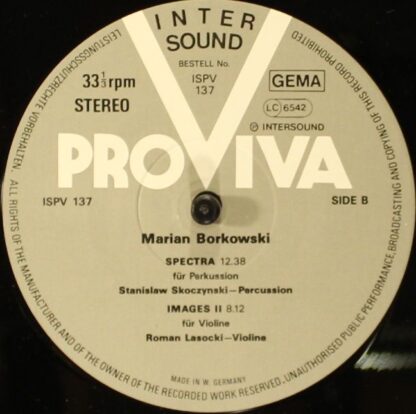 INTER
SOUND
BESTELL No.
ISPV
137
33 1/3 rpm
STEREO
GEMA
LC 6542
Ⓟ INTERSOUND
PROVIVA
ISPV 137
SIDE B
Marian Borkowski
SPECTRA 12.38
für Perkussion
Stanislaw Skoczynski–Percussion
IMAGES II 8.12
für Violine
Roman Lasocki–Violine
MADE IN W. GERMANY
LEISTUNGSSCHUTZRECHTE VORBEHALTEN. ALL RIGHTS OF THE MANUFACTURER AND OF THE OWNER OF THE RECORDED WORK RESERVED. UNAUTHORISED PUBLIC PERFORMANCE, BROADCASTING AND COPYING OF THIS RECORD PROHIBITED